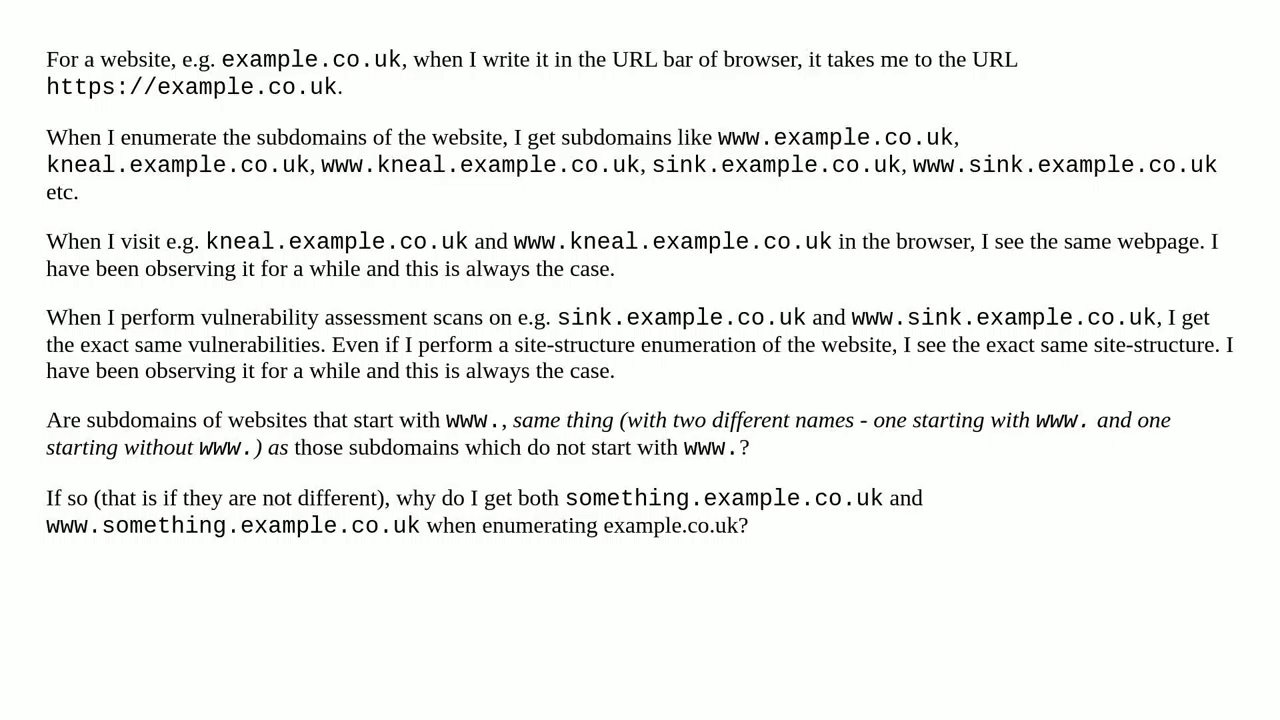 For a website, e.g. example.co.uk, when I write it in the URL bar of browser, it takes me to the URL
https://example.co.uk.
When I enumerate the subdomains of the website, I get subdomains like www.example.co.uk,
kneal.example.co.uk, www.kneal.example.co.uk, sink.example.co.uk, www.sink.example.co.uk
etc.
When I visit e.g. kneal.example.co.uk and www.kneal.example.co.uk in the browser, I see the same webpage. I
have been observing it for a while and this is always the case.
When I perform vulnerability assessment scans on e.g. sink.example.co.uk and www.sink.example.co.uk, I get
the exact same vulnerabilities. Even if I perform a site-structure enumeration of the website, I see the exact same site-structure. I
have been observing it for a while and this is always the case.
Are subdomains of websites that start with www., same thing (with two different names - one starting with www. and one
starting without www.) as those subdomains which do not start with www.?
If so (that is if they are not different), why do I get both something.example.co.uk and
www.something.example.co.uk when enumerating example.co.uk?